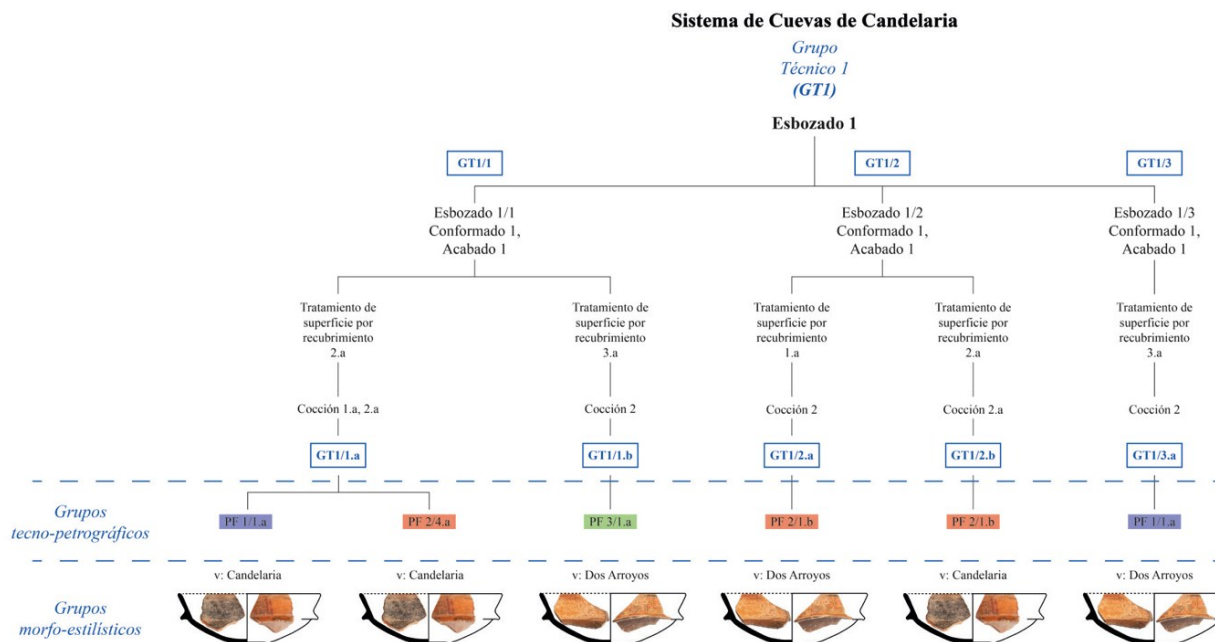 Sistema de Cuevas de Candelaria
Grupo
Técnico 1
(GT1)
Esbozado 1
GT1/1
GT1/2
GT1/3
Esbozado 1/1
Conformado 1,
Acabado 1
Esbozado 1/2
Conformado 1,
Acabado 1
Esbozado 1/3
Conformado 1,
Acabado 1
Tratamiento de
superficie por
recubrimiento
2.a
Tratamiento de
superficie por
recubrimiento
3.a
Tratamiento de
superficie por
recubrimiento
1.a
Tratamiento de
superficie por
recubrimiento
2.a
Tratamiento de
superficie por
recubrimiento
3.a
Cocción 1.a, 2.a
Cocción 2
Cocción 2
Cocción 2.a
Cocción 2
GT1/1.a
GT1/1.b
GT1/2.a
GT1/2.b
GT1/3.a
Grupos
tecno-petrográficos
PF 1/1.a
PF 2/4.a
PF 3/1.a
PF 2/1.b
PF 2/1.b
PF 1/1.a
Grupos
morfo-estilísticos
v: Candelaria
v: Candelaria
v: Dos Arroyos
v: Dos Arroyos
v: Candelaria
v: Dos Arroyos